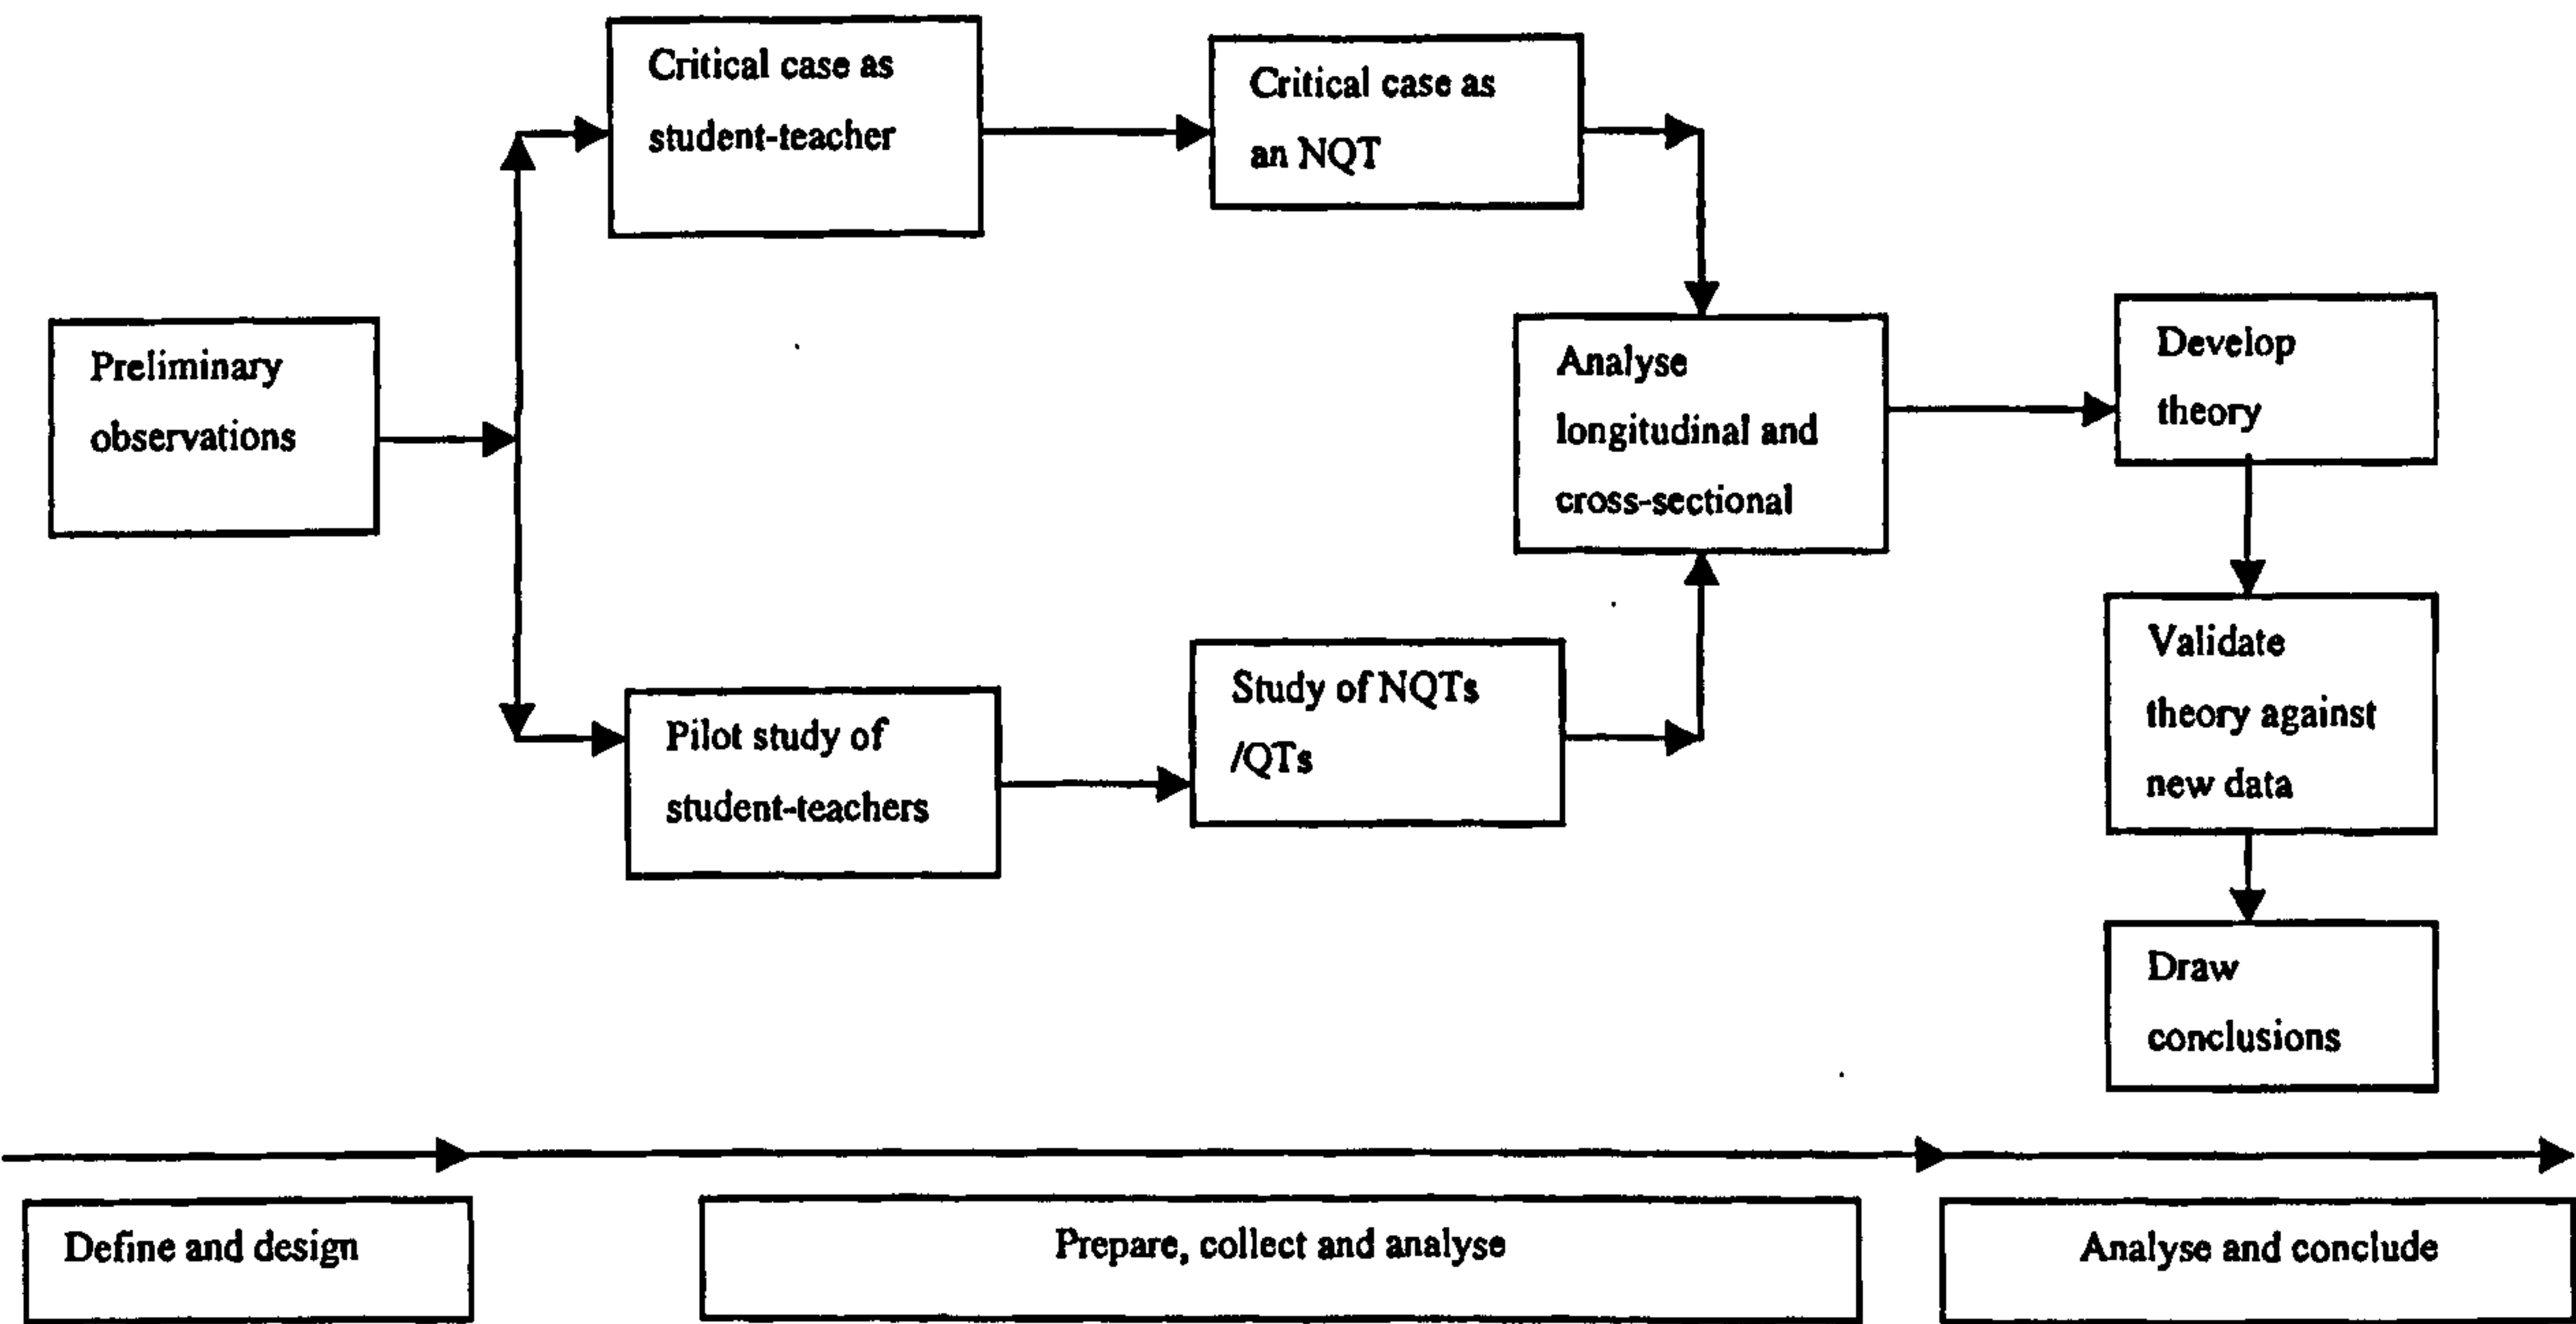 Critical case as
student-teacher
Critical case as
an NQT
Preliminary
observations
Analyse
longitudinal and
cross-sectional
Develop
theory
Pilot study of
student-teachers
Study of NQTs
/QTs
Validate
theory against
new data
Draw
conclusions
Define and design
Prepare, collect and analyse
Analyse and conclude